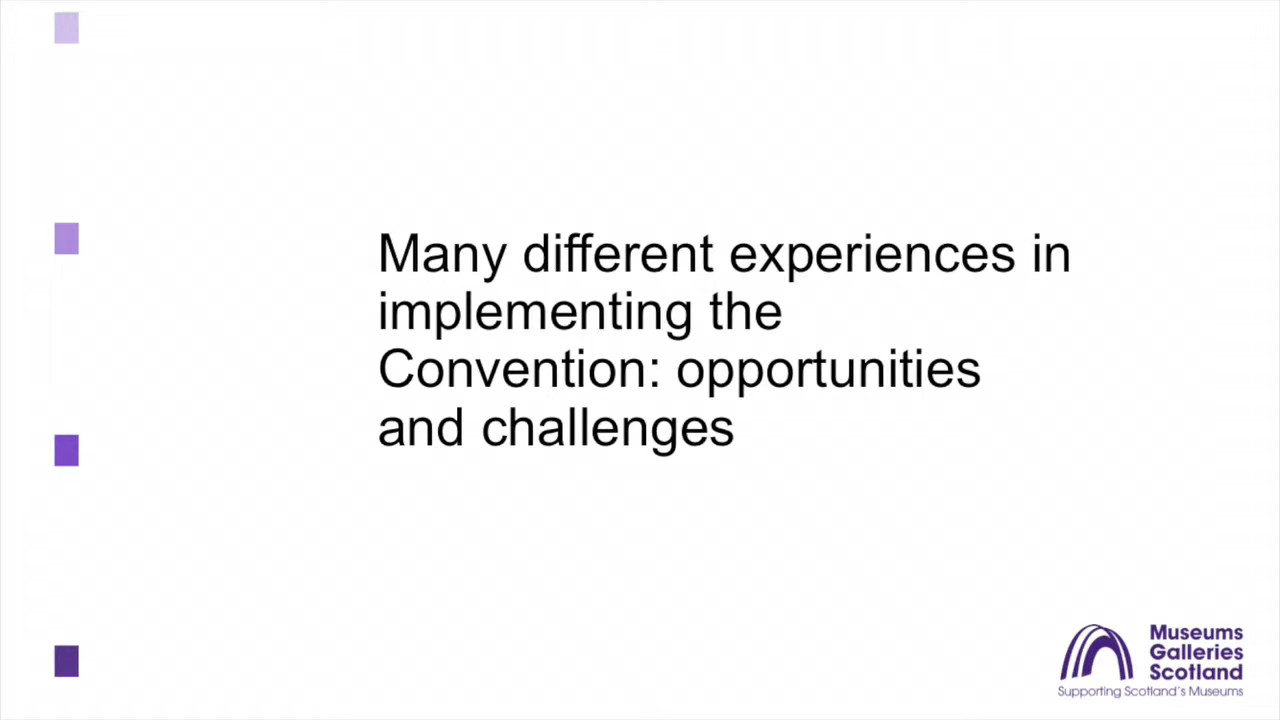 Many different experiences in
implementing the
Convention: opportunities
and challenges
Museums
Galleries
Scotland
Supporting Scotland's Museums